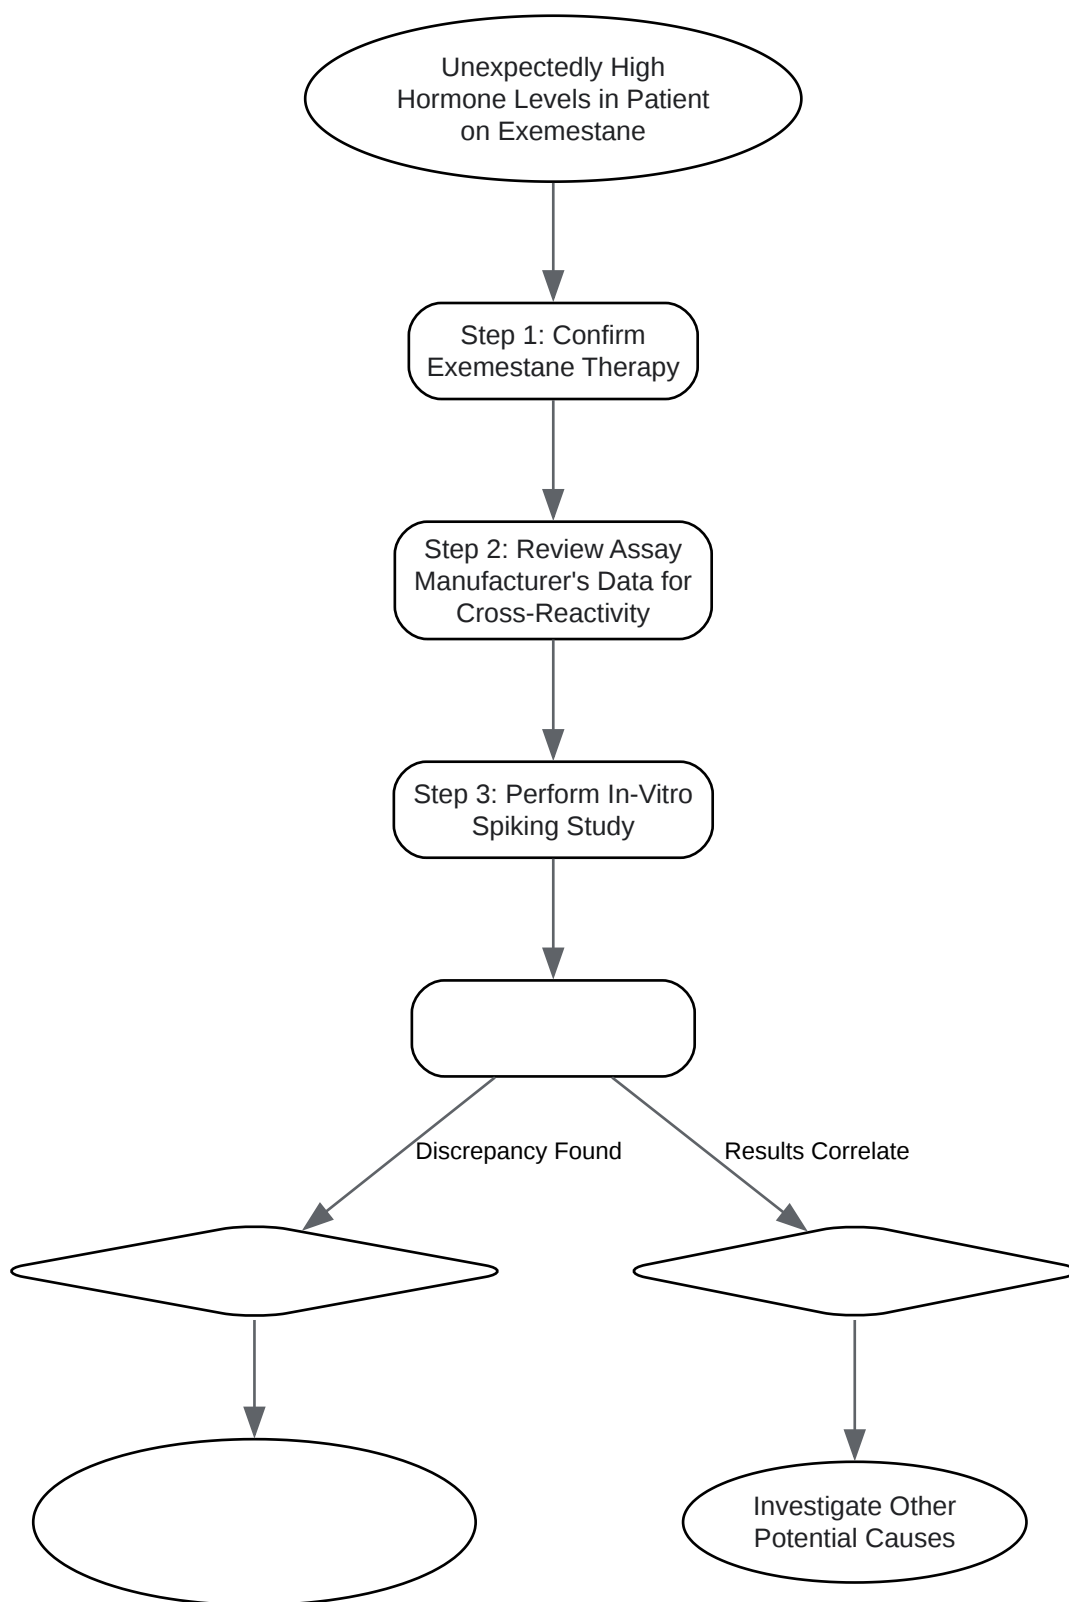 Unexpectedly High
Hormone Levels in Patient
on Exemestane
Step 1: Confirm
Exemestane Therapy
Step 2: Review Assay
Manufacturer's Data for
Cross-Reactivity
Step 3: Perform In-Vitro
Spiking Study
Discrepancy Found
Results Correlate
Investigate Other
Potential Causes